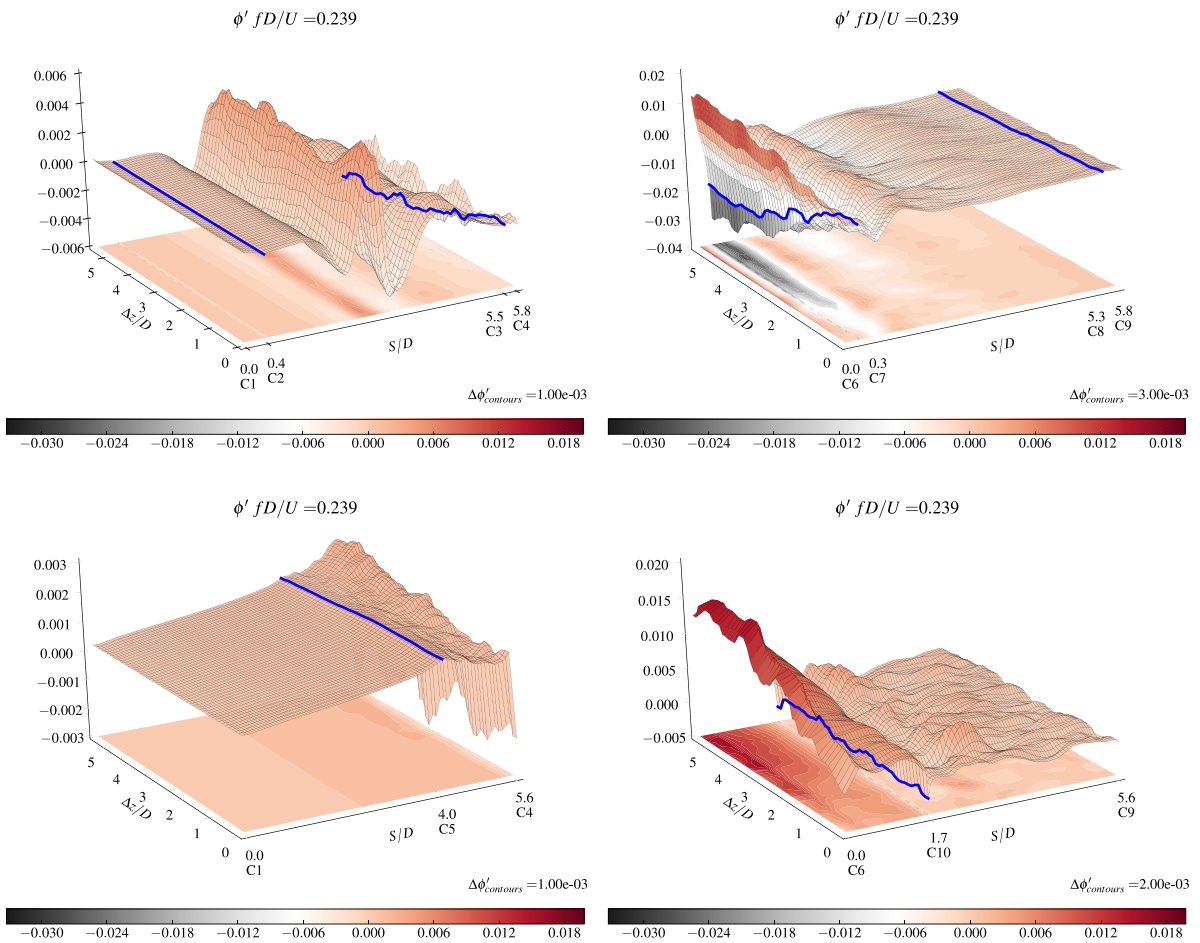 ϕ′ fD/U =0.239
0.006
0.004
0.002
0.000
−0.002
−0.004
−0.006
5
4
3
2
1
0
Δz/D
0.0
C1
0.4
C2
5.5
C3
5.8
C4
S/D
Δϕ′contours =1.00e-03
−0.030 −0.024 −0.018 −0.012 −0.006 0.000 0.006 0.012 0.018
ϕ′ fD/U =0.239
0.02
0.01
0.00
−0.01
−0.02
−0.03
−0.04
5
4
3
2
1
0
Δz/D
0.0
C6
0.3
C7
5.3
C8
5.8
C9
S/D
Δϕ′contours =3.00e-03
−0.030 −0.024 −0.018 −0.012 −0.006 0.000 0.006 0.012 0.018
ϕ′ fD/U =0.239
0.003
0.002
0.001
0.000
−0.001
−0.002
−0.003
5
4
3
2
1
0
Δz/D
0.0
C1
4.0
C5
5.6
C4
S/D
Δϕ′contours =1.00e-03
−0.030 −0.024 −0.018 −0.012 −0.006 0.000 0.006 0.012 0.018
ϕ′ fD/U =0.239
0.020
0.015
0.010
0.005
0.000
−0.005
5
4
3
2
1
0
Δz/D
0.0
C6
1.7
C10
5.6
C9
S/D
Δϕ′contours =2.00e-03
−0.030 −0.024 −0.018 −0.012 −0.006 0.000 0.006 0.012 0.018